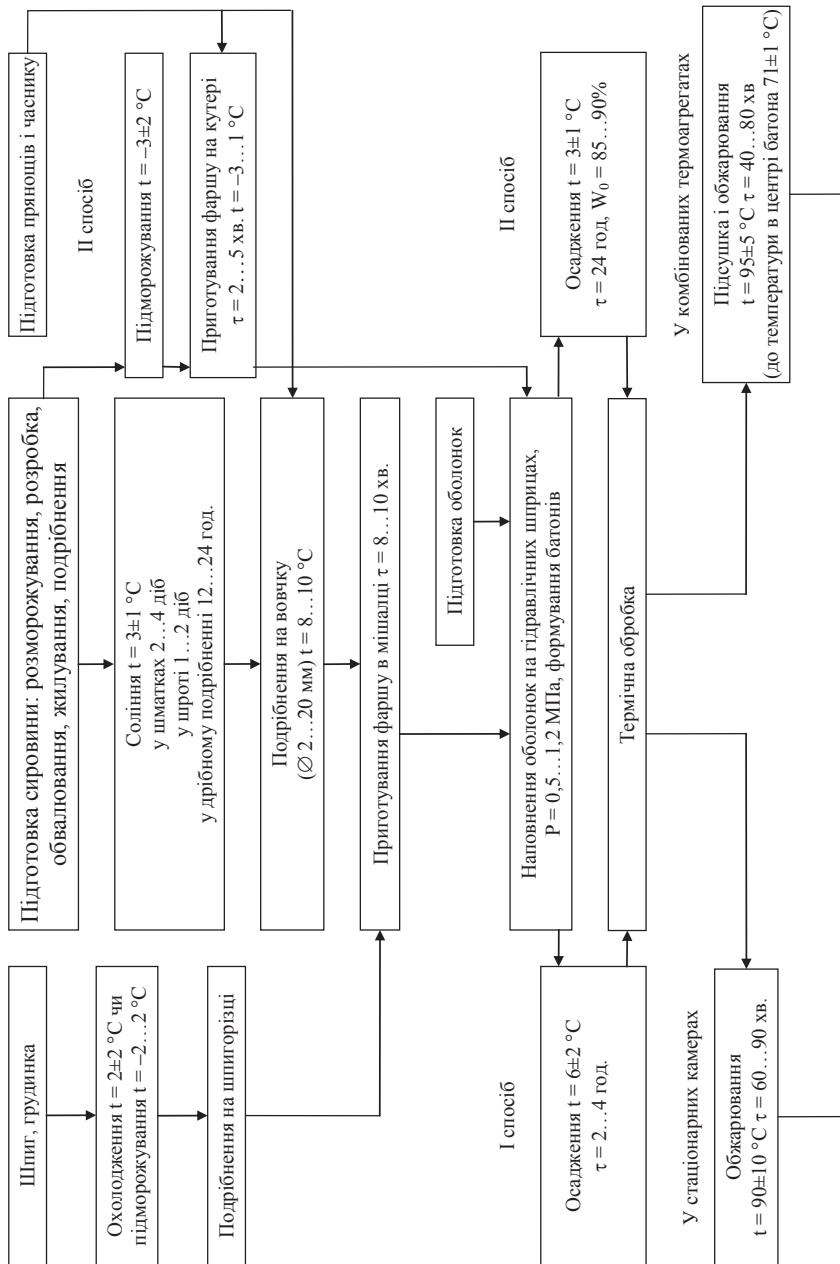 Шпиг, грудинка
Охолодження t = 2±2 °С чи
підморожування t = –2…2 °С
Подрібнення на шпигорізці
Підготовка сировини: розморожування, розробка,
обвалювання, жилування, подрібнення
Соління t = 3±1 °С
у шматках 2…4 діб
у шроті 1…2 діб
у дрібному подрібненні 12…24 год.
Подрібнення на вовчку
(Ø 2…20 мм) t = 8…10 °С
Приготування фаршу в мішалці τ = 8…10 хв.
Підготовка прянощів і часнику
ІІ спосіб
Підморожування t = –3±2 °С
Приготування фаршу на кутері
τ = 2…5 хв. t = –3…1 °С
Підготовка оболонок
Наповнення оболонок на гідравлічних шприцах,
Р = 0,5…1,2 МПа, формування батонів
І спосіб
Осадження t = 6±2 °С
τ = 2…4 год.
ІІ спосіб
Осадження t = 3±1 °С
τ = 24 год, W₀ = 85…90%
Термічна обробка
У стаціонарних камерах
Обжарювання
t = 90±10 °С τ = 60…90 хв.
У комбінованих термоагрегатах
Підсушка і обжарювання
t = 95±5 °С τ = 40…80 хв
(до температури в центрі батона 71±1 °С)